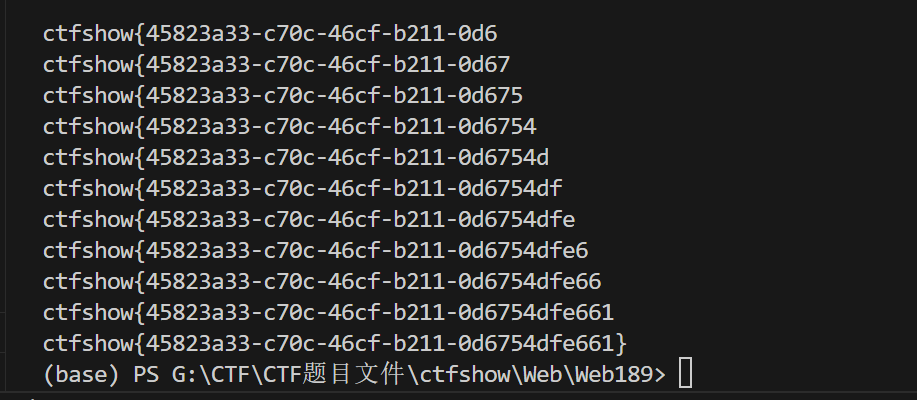 ctfshow{45823a33-c70c-46cf-b211-0d6
ctfshow{45823a33-c70c-46cf-b211-0d67
ctfshow{45823a33-c70c-46cf-b211-0d675
ctfshow{45823a33-c70c-46cf-b211-0d6754
ctfshow{45823a33-c70c-46cf-b211-0d6754d
ctfshow{45823a33-c70c-46cf-b211-0d6754df
ctfshow{45823a33-c70c-46cf-b211-0d6754dfe
ctfshow{45823a33-c70c-46cf-b211-0d6754dfe6
ctfshow{45823a33-c70c-46cf-b211-0d6754dfe66
ctfshow{45823a33-c70c-46cf-b211-0d6754dfe661
ctfshow{45823a33-c70c-46cf-b211-0d6754dfe661}
(base) PS G:\CTF\CTF题目文件\ctfshow\Web\Web189>